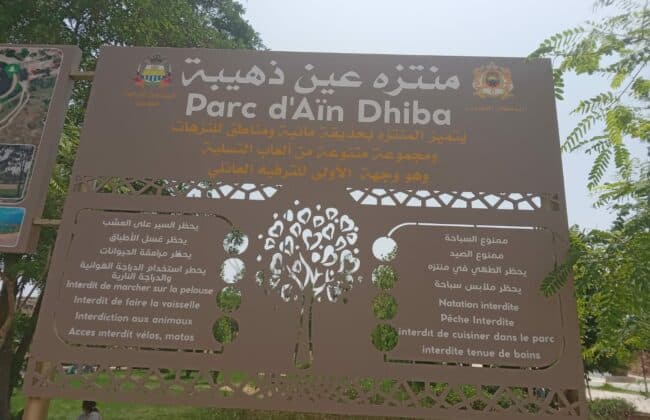 منتزه عين ذهيبة
Parc d'Aïn Dhiba
يتميز المنتزه بحديقة مائية ومناطق للنزهات
ومجموعة متنوعة من ألعاب التسلية
وهو وجهة الأولى للترفيه العائلي
يحظر السير على العشب
يحظر غسل الأطباق
يحظر مرافقة الحيوانات
يحظر استخدام الدراجة الهوائية
والدراجة النارية
Interdit de marcher sur la pelouse
Interdit de faire la vaisselle
Interdiction aux animaux
Acces interdit vélos, motos
ممنوع السباحة
ممنوع الصيد
يحظر الطهي في منتزه
يحظر ملابس سباحة
Natation interdite
Pêche Interdite
interdit de cuisiner dans le parc
interdite tenue de bains